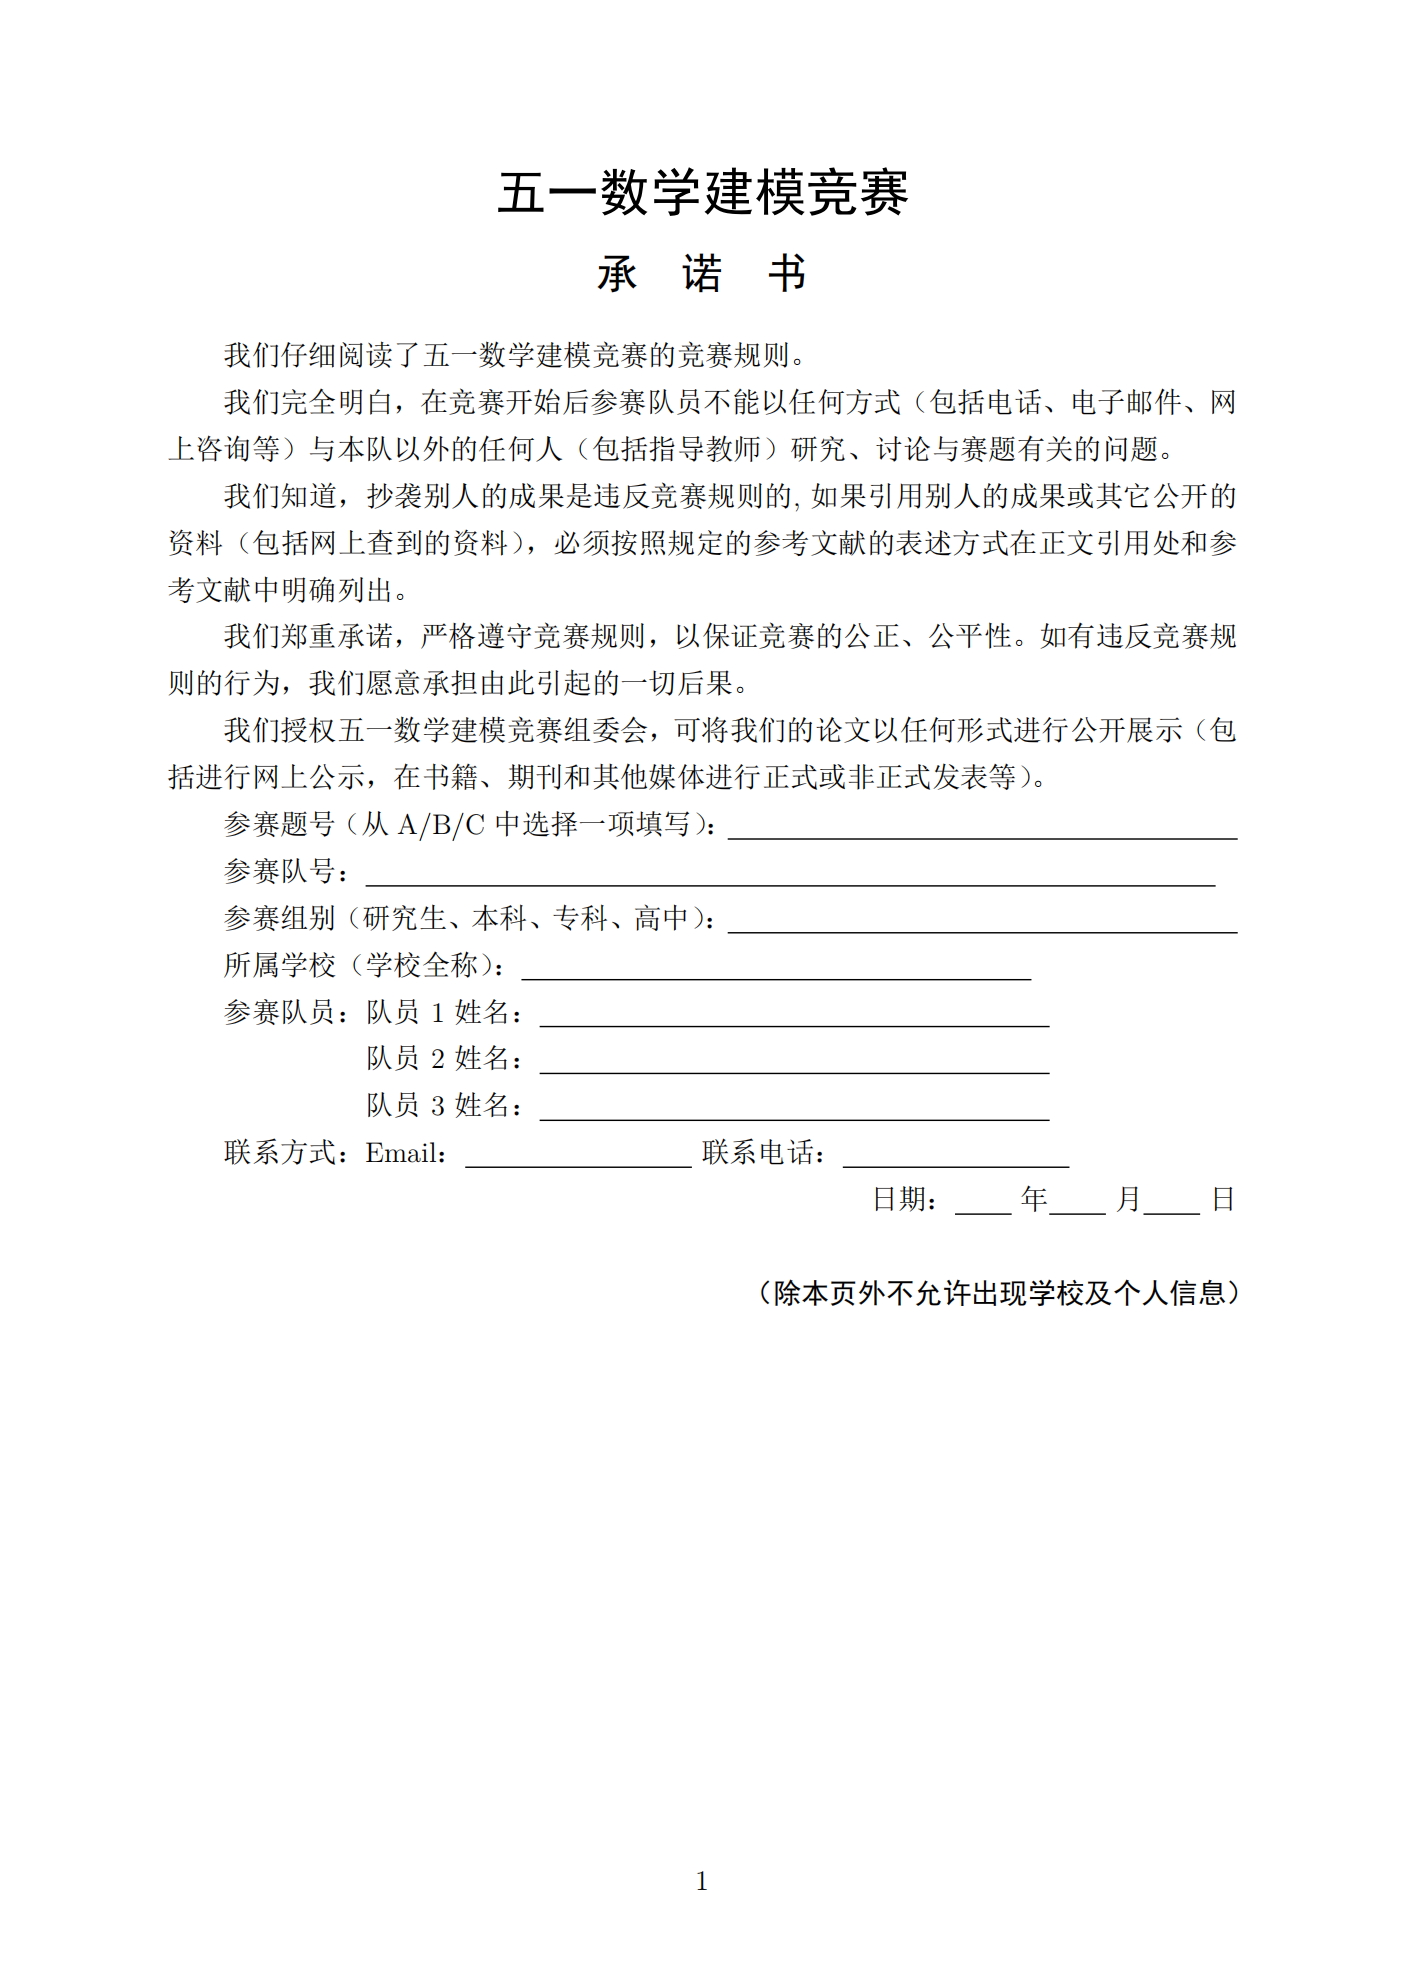 五一数学建模竞赛
承 诺 书
我们仔细阅读了五一数学建模竞赛的竞赛规则。
我们完全明白，在竞赛开始后参赛队员不能以任何方式（包括电话、电子邮件、网
上咨询等）与本队以外的任何人（包括指导教师）研究、讨论与赛题有关的问题。
我们知道，抄袭别人的成果是违反竞赛规则的, 如果引用别人的成果或其它公开的
资料（包括网上查到的资料），必须按照规定的参考文献的表述方式在正文引用处和参
考文献中明确列出。
我们郑重承诺，严格遵守竞赛规则，以保证竞赛的公正、公平性。如有违反竞赛规
则的行为，我们愿意承担由此引起的一切后果。
我们授权五一数学建模竞赛组委会，可将我们的论文以任何形式进行公开展示（包
括进行网上公示，在书籍、期刊和其他媒体进行正式或非正式发表等）。
参赛题号（从 A/B/C 中选择一项填写）：
参赛队号：
参赛组别（研究生、本科、专科、高中）：
所属学校（学校全称）：
参赛队员：队员 1 姓名：
队员 2 姓名：
队员 3 姓名：
联系方式：Email： 联系电话：
日期： 年 月 日
（除本页外不允许出现学校及个人信息）
1